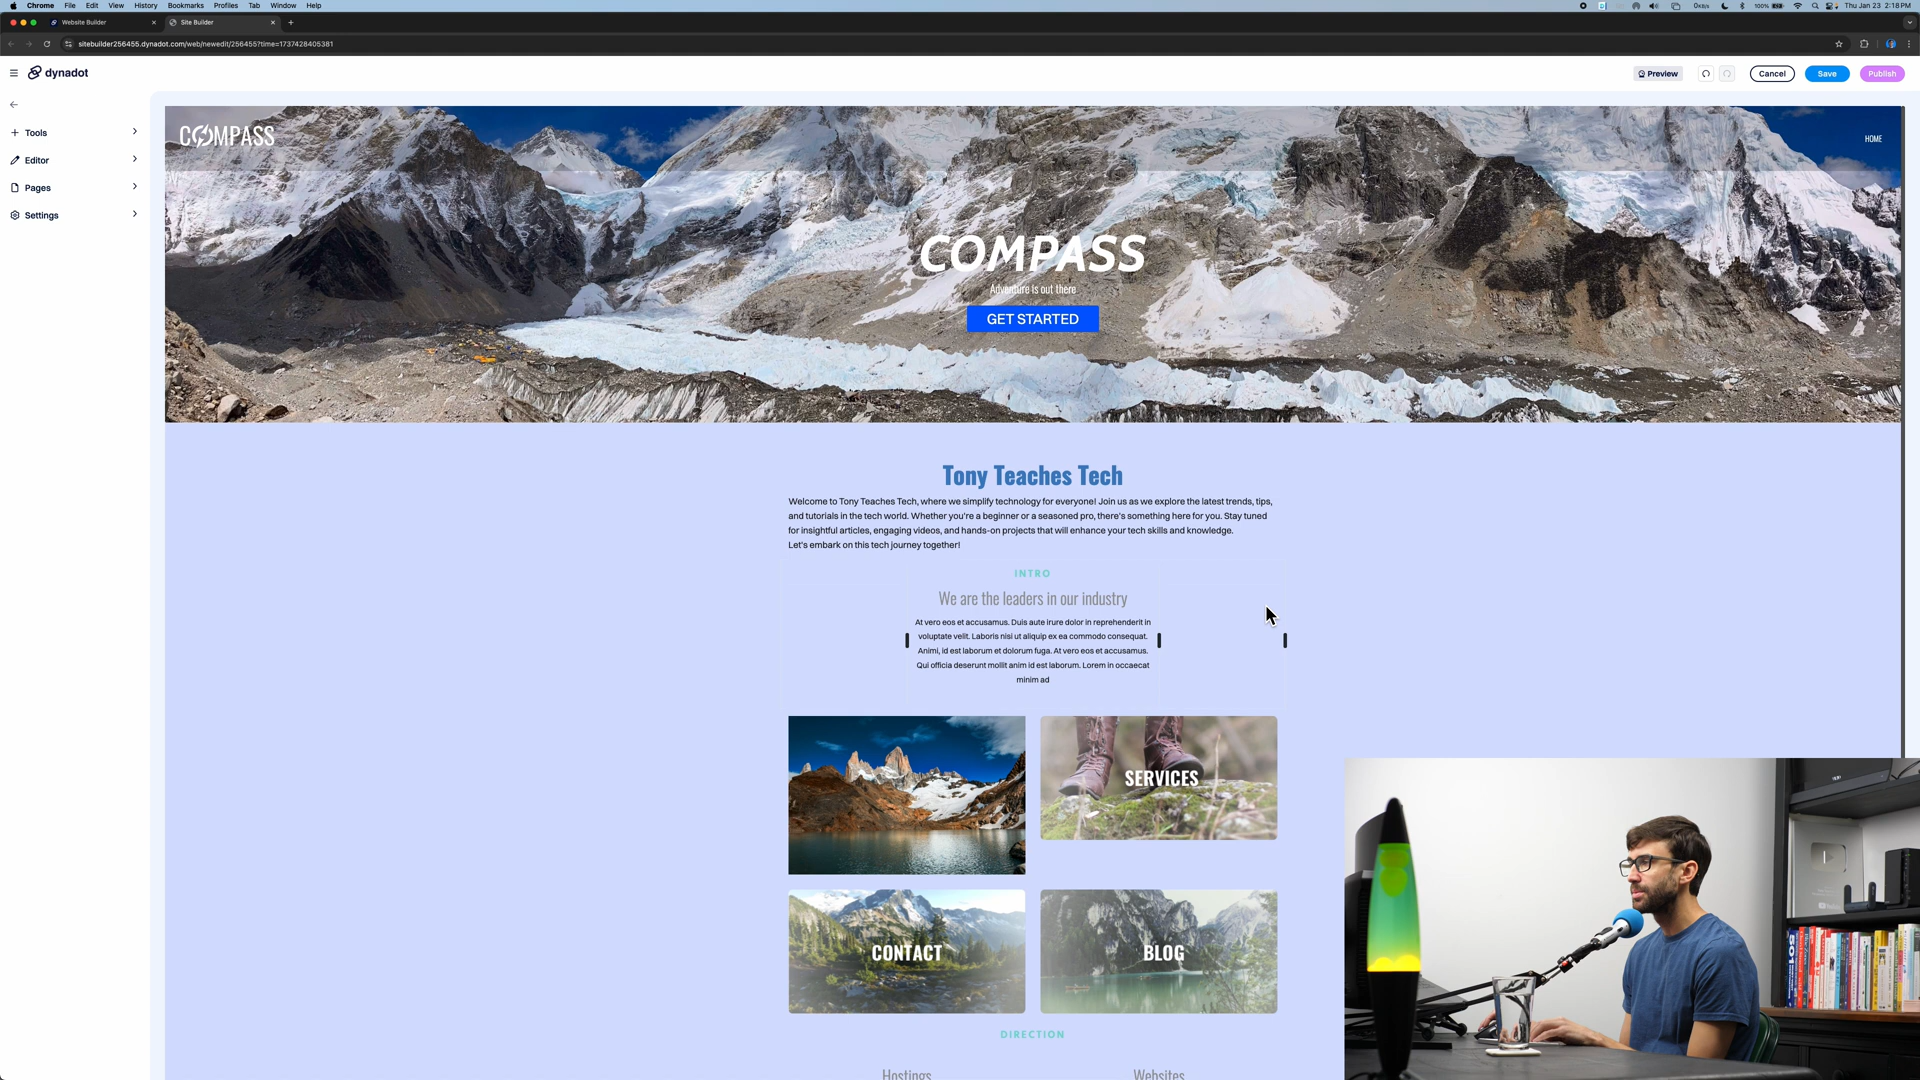 Chrome File Edit View History Bookmarks Profiles Tab Window Help
0KB/s 100% Thu Jan 23 2:18 PM
Website Builder
Site Builder
sitebuilder256455.dynadot.com/web/newedit/256455?time=1737428405381
dynadot
Preview
Cancel
Save
Publish
Tools
Editor
Pages
Settings
COMPASS
HOME
COMPASS
Adventure is out there
GET STARTED
Tony Teaches Tech
Welcome to Tony Teaches Tech, where we simplify technology for everyone! Join us as we explore the latest trends, tips,
and tutorials in the tech world. Whether you're a beginner or a seasoned pro, there's something here for you. Stay tuned
for insightful articles, engaging videos, and hands-on projects that will enhance your tech skills and knowledge.
Let's embark on this tech journey together!
INTRO
We are the leaders in our industry
At vero eos et accusamus. Duis aute irure dolor in reprehenderit in
voluptate velit. Laboris nisi ut aliquip ex ea commodo consequat.
Animi, id est laborum et dolorum fuga. At vero eos et accusamus.
Qui officia deserunt mollit anim id est laborum. Lorem in occaecat
minim ad
SERVICES
CONTACT
BLOG
DIRECTION
Hostings
Websites